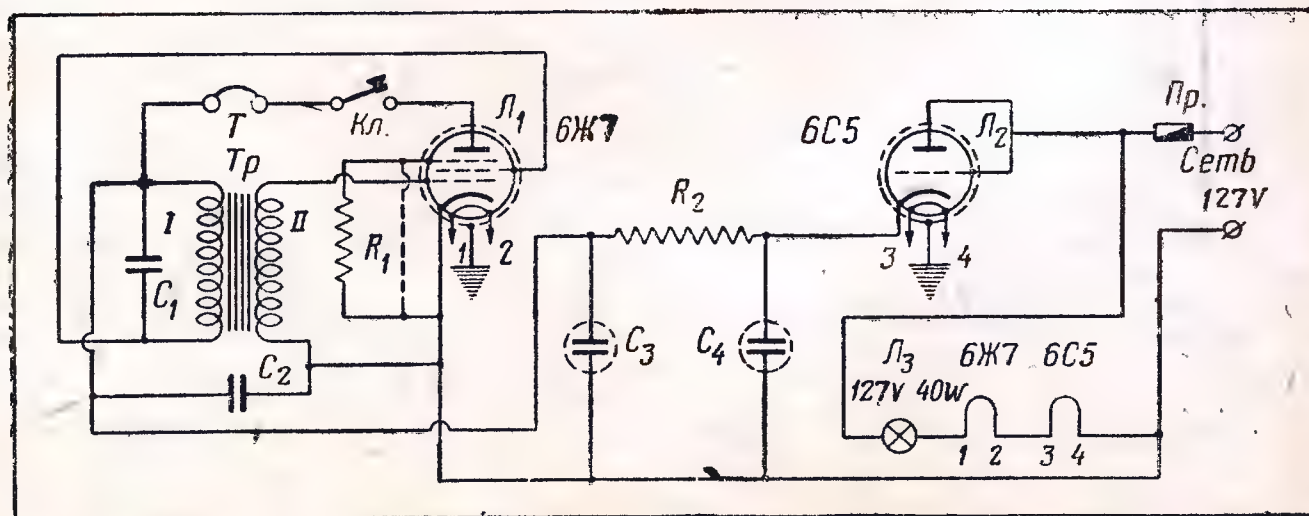 T
Кл.
Л₁
6Ж7
6С5
Л₂
Пр.
Сеть
127V
Тр
I
II
R₁
C₁
1
2
R₂
3
4
C₂
C₃
C₄
Л₃
6Ж7
6С5
127V 40W
1 2 3 4